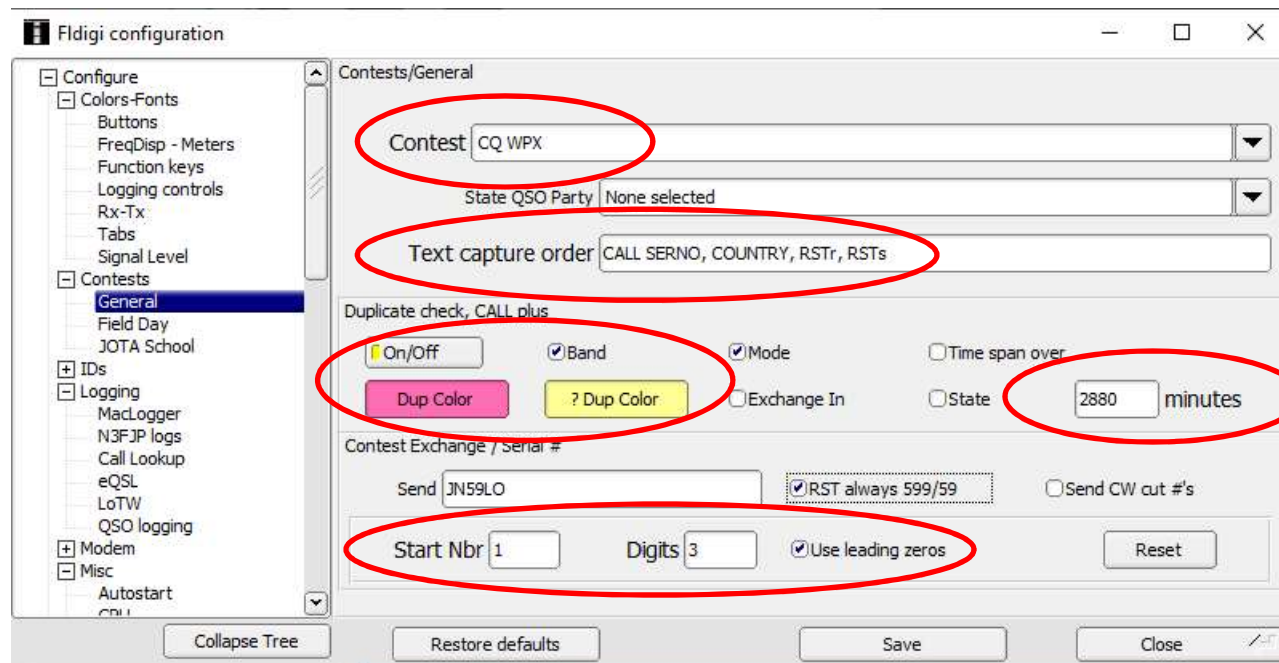 Fldigi configuration
Configure
Colors-Fonts
Buttons
FreqDisp - Meters
Function keys
Logging controls
Rx-Tx
Tabs
Signal Level
Contests
General
Field Day
JOTA School
IDs
Logging
MacLogger
N3FJP logs
Call Lookup
eQSL
LoTW
QSO logging
Modem
Misc
Autostart
CPU
Collapse Tree
Contests/General
Contest CQ WPX
State QSO Party None selected
Text capture order CALL SERNO, COUNTRY, RSTr, RSTs
Duplicate check, CALL plus
On/Off Band Mode Time span over
Dup Color ? Dup Color Exchange In State 2880 minutes
Contest Exchange / Serial #
Send JN59LO RST always 599/59 Send CW cut #'s
Start Nbr 1 Digits 3 Use leading zeros Reset
Restore defaults Save Close